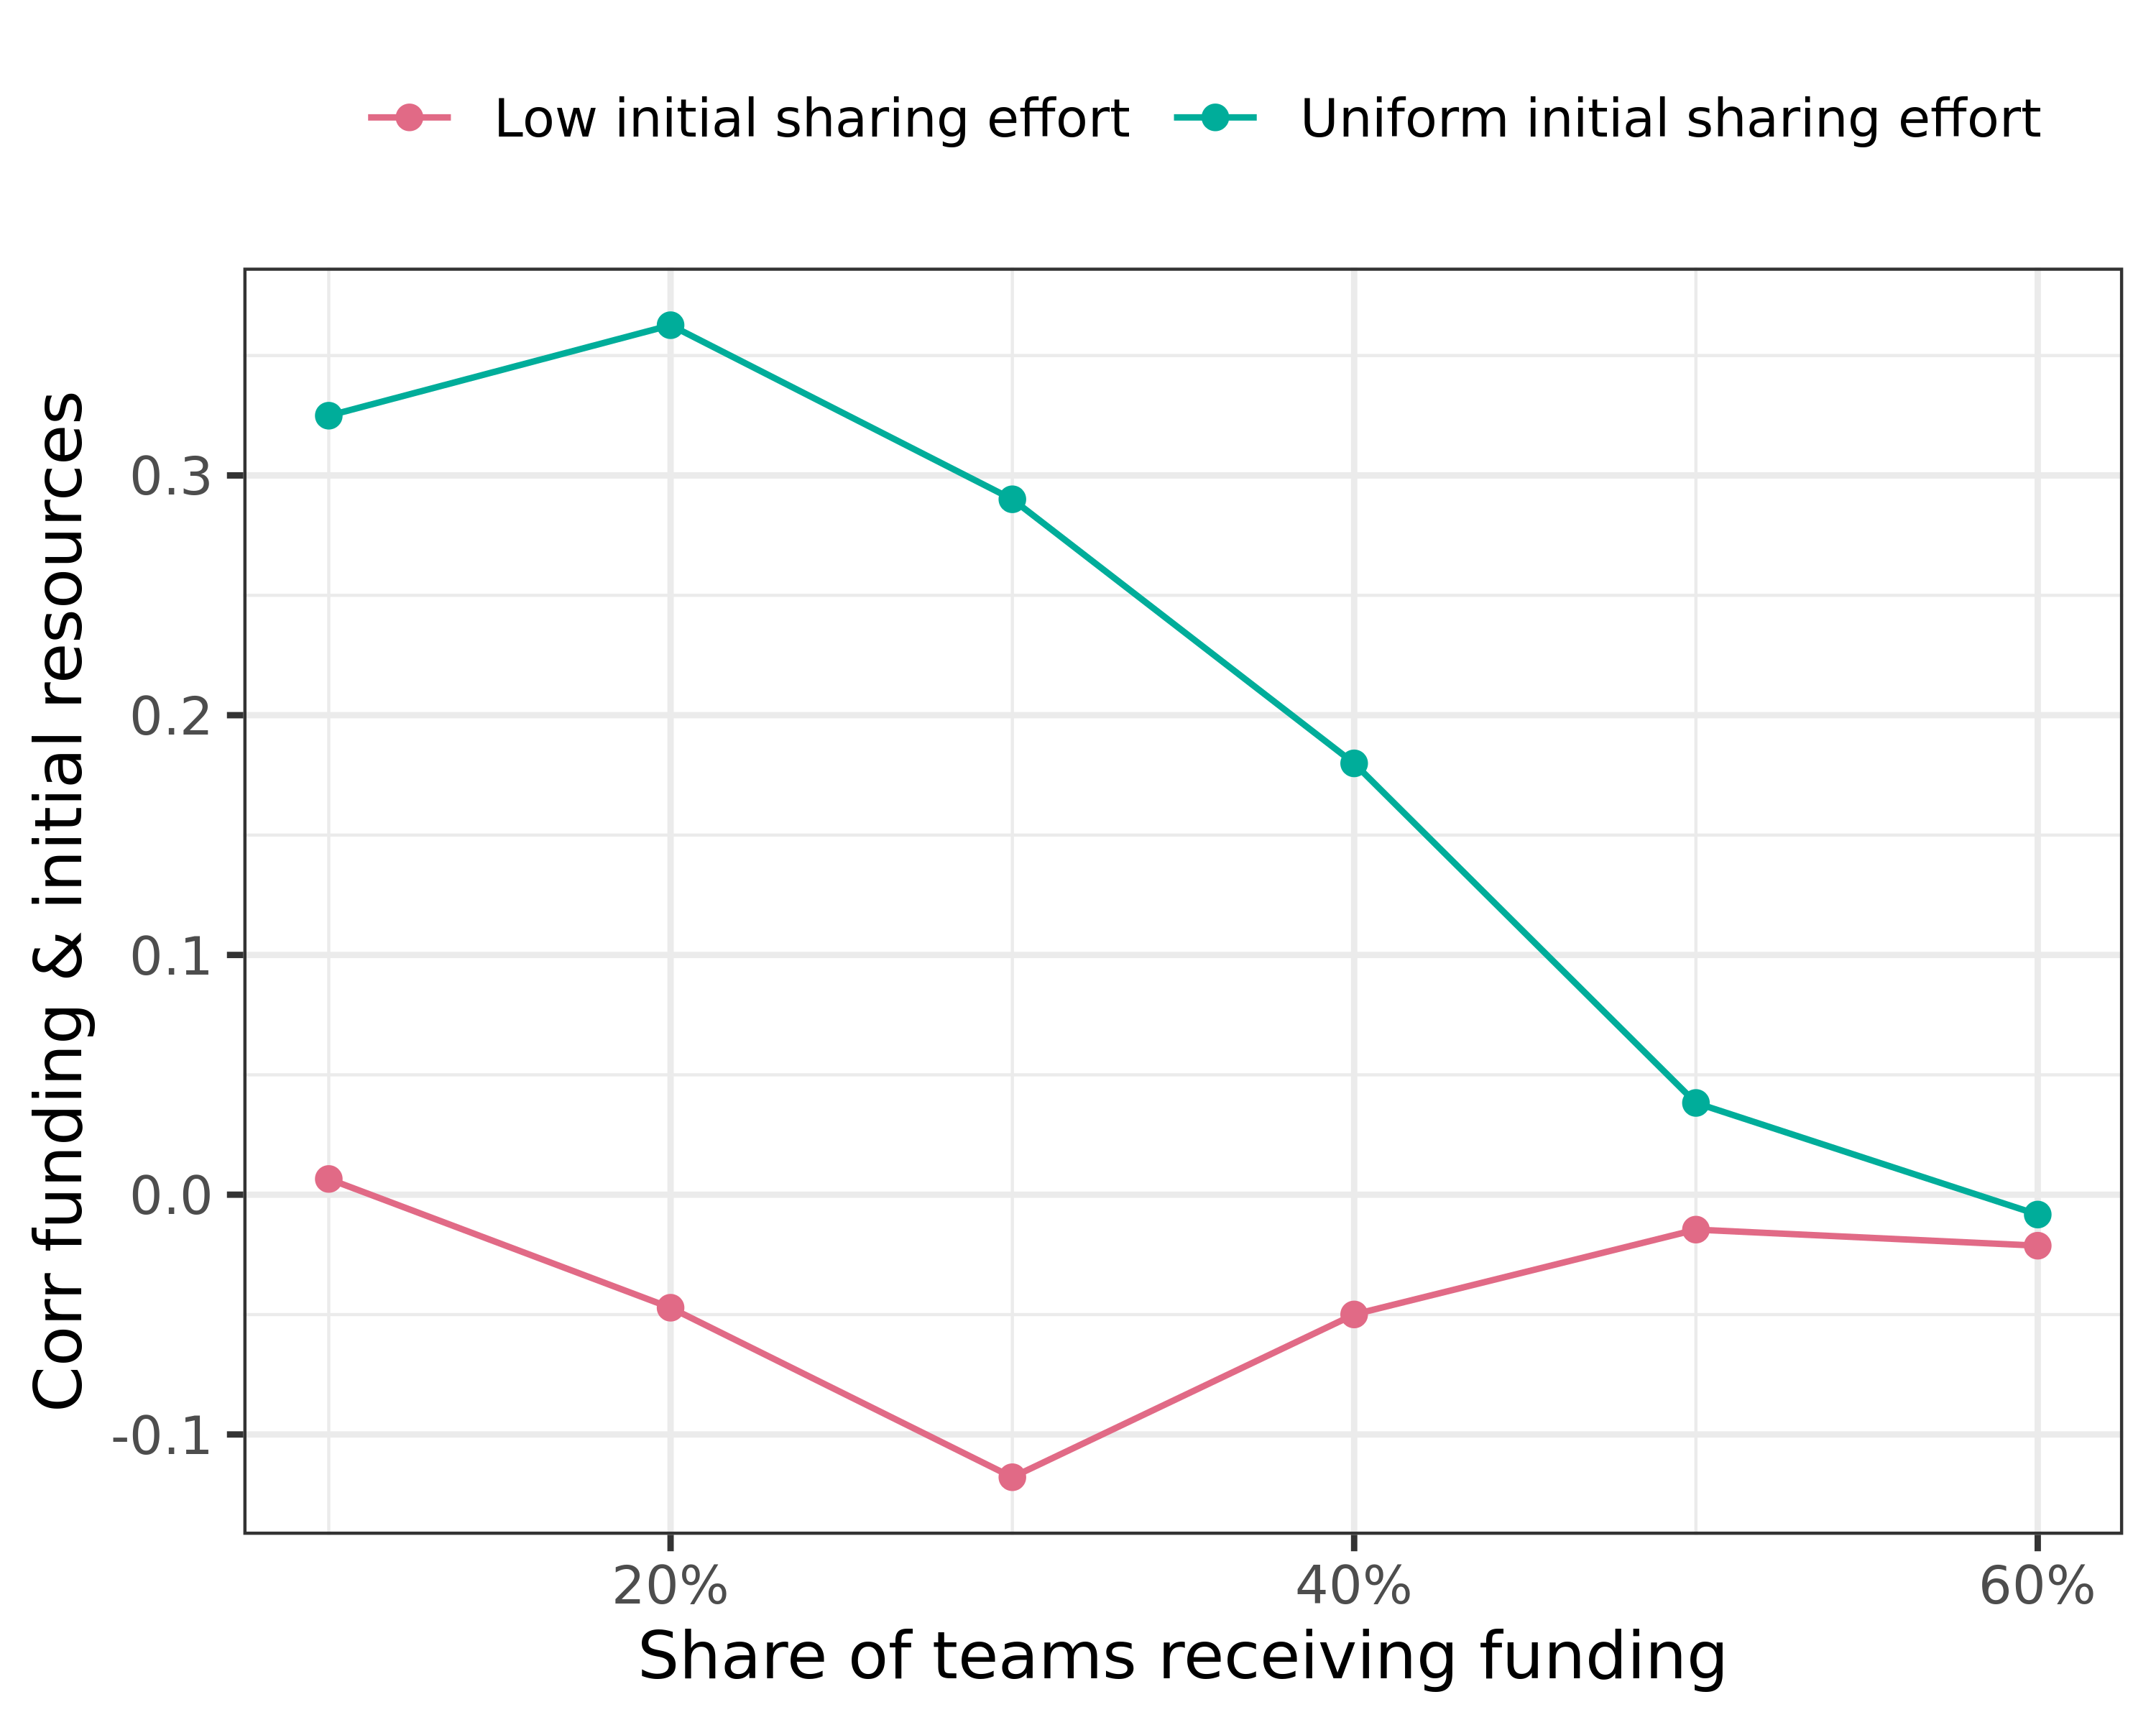 Low initial sharing effort
Uniform initial sharing effort
Corr funding & initial resources
0.3
0.2
0.1
0.0
-0.1
20%
40%
60%
Share of teams receiving funding